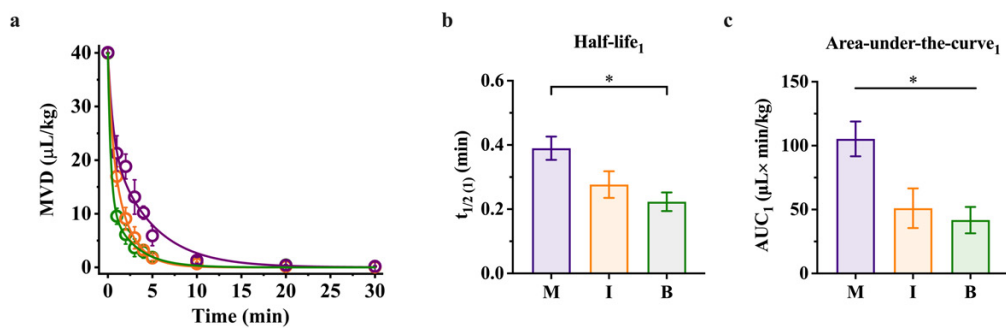 a
40
30
20
10
0
MVD (μL/kg)
0 5 10 15 20 25 30
Time (min)
b
Half-life₁
*
0.6
0.4
0.2
0.0
t₁/₂ ₍₁₎ (min)
M I B
c
Area-under-the-curve₁
*
150
100
50
0
AUC₁ (μL× min/kg)
M I B